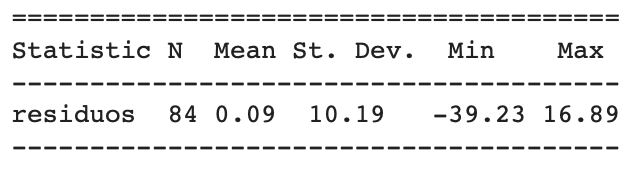 ========================================
Statistic N  Mean St. Dev.  Min    Max
----------------------------------------
residuos  84 0.09  10.19   -39.23 16.89
----------------------------------------